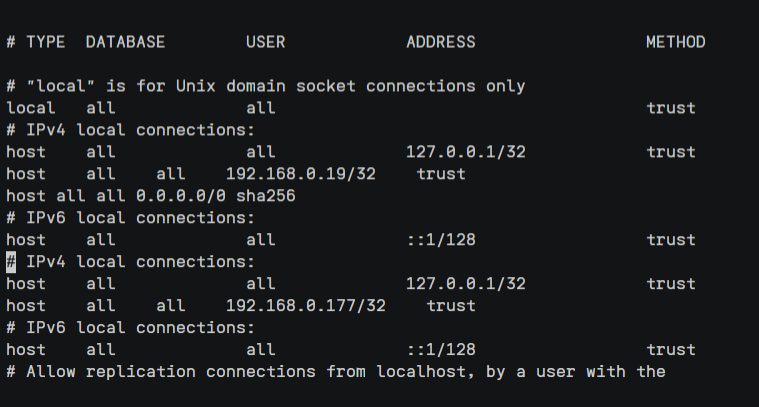 # TYPE  DATABASE        USER            ADDRESS                 METHOD
# "local" is for Unix domain socket connections only
local   all             all                                     trust
# IPv4 local connections:
host    all             all             127.0.0.1/32            trust
host    all    all    192.168.0.19/32    trust
host all all 0.0.0.0/0 sha256
# IPv6 local connections:
host    all             all             ::1/128                 trust
# IPv4 local connections:
host    all             all             127.0.0.1/32            trust
host    all    all    192.168.0.177/32    trust
# IPv6 local connections:
host    all             all             ::1/128                 trust
# Allow replication connections from localhost, by a user with the